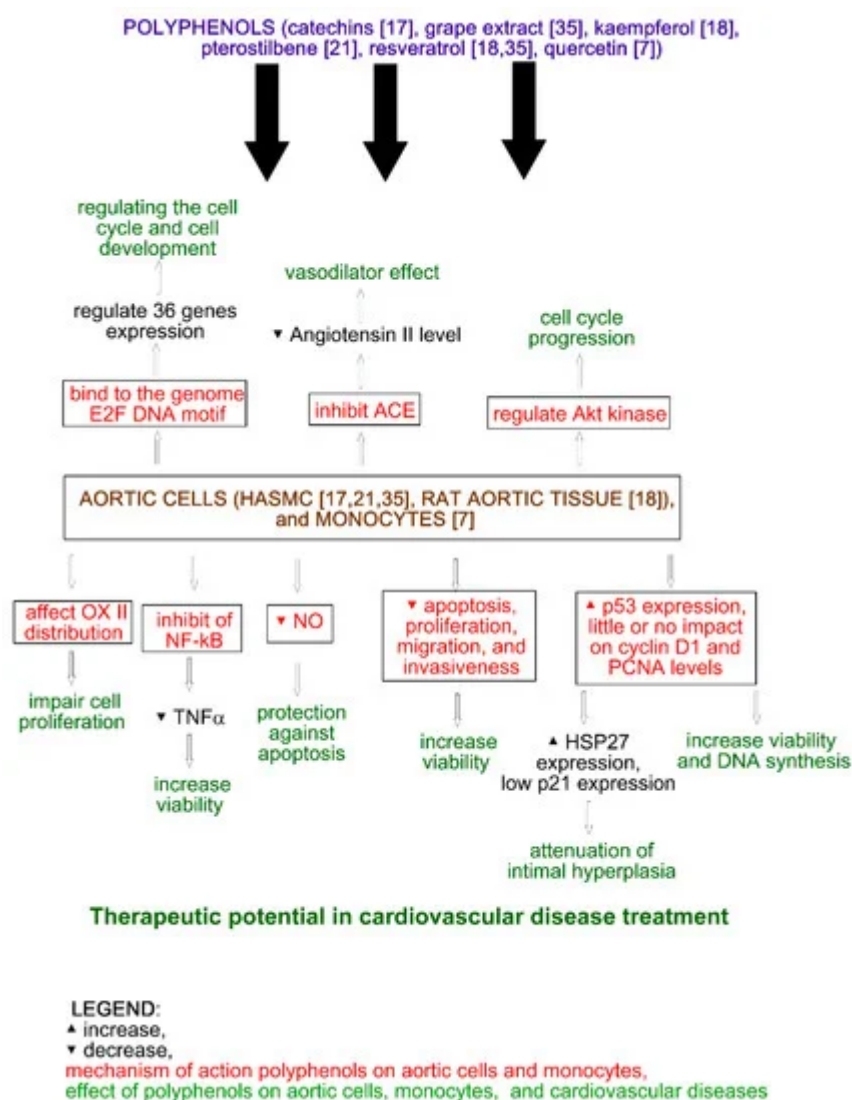 POLYPHENOLS (catechins [17], grape extract [35], kaempferol [18],
pterostilbene [21], resveratrol [18,35], quercetin [7])
regulating the cell
cycle and cell
development
regulate 36 genes
expression
bind to the genome
E2F DNA motif
vasodilator effect
▼ Angiotensin II level
inhibit ACE
cell cycle
progression
regulate Akt kinase
AORTIC CELLS (HASMC [17,21,35], RAT AORTIC TISSUE [18]),
and MONOCYTES [7]
affect OX II
distribution
impair cell
proliferation
inhibit of
NF-kB
▼ TNFα
increase
viability
▼ NO
protection
against
apoptosis
▼ apoptosis,
proliferation,
migration, and
invasiveness
increase
viability
▲ p53 expression,
little or no impact
on cyclin D1 and
PCNA levels
▲ HSP27
expression,
low p21 expression
attenuation of
intimal hyperplasia
increase viability
and DNA synthesis
Therapeutic potential in cardiovascular disease treatment
LEGEND:
▲ increase,
▼ decrease,
mechanism of action polyphenols on aortic cells and monocytes,
effect of polyphenols on aortic cells, monocytes, and cardiovascular diseases